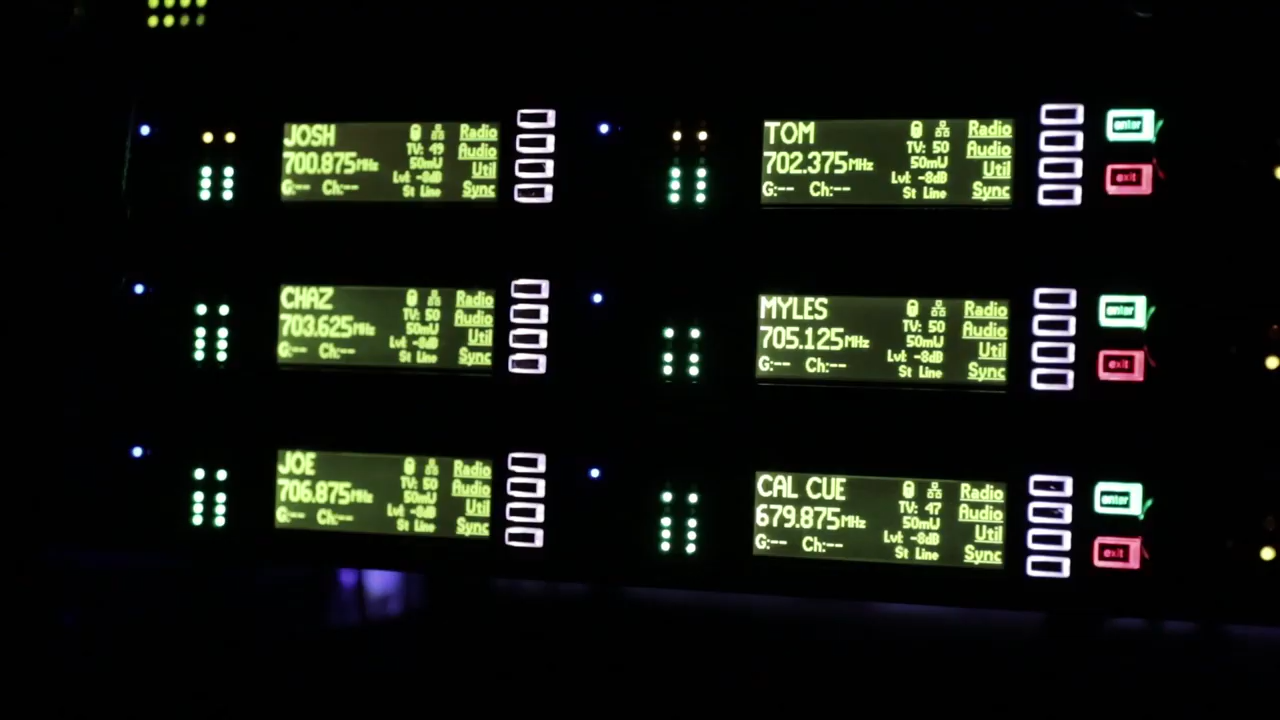 JOSH
TV: 49
Radio
700.875MHz
50mW
Audio
Lvl: -8dB
Util
G:-- Ch:--
St Line
Sync
TOM
TV: 50
Radio
702.375MHz
50mW
Audio
Lvl: -8dB
Util
G:-- Ch:--
St Line
Sync
enter
exit
CHAZ
TV: 50
Radio
703.625MHz
50mW
Audio
Lvl: -8dB
Util
G:-- Ch:--
St Line
Sync
MYLES
TV: 50
Radio
705.125MHz
50mW
Audio
Lvl: -8dB
Util
G:-- Ch:--
St Line
Sync
enter
exit
JOE
TV: 50
Radio
706.875MHz
50mW
Audio
Lvl: -8dB
Util
G:-- Ch:--
St Line
Sync
CAL CUE
TV: 47
Radio
679.875MHz
50mW
Audio
Lvl: -8dB
Util
G:-- Ch:--
St Line
Sync
enter
exit